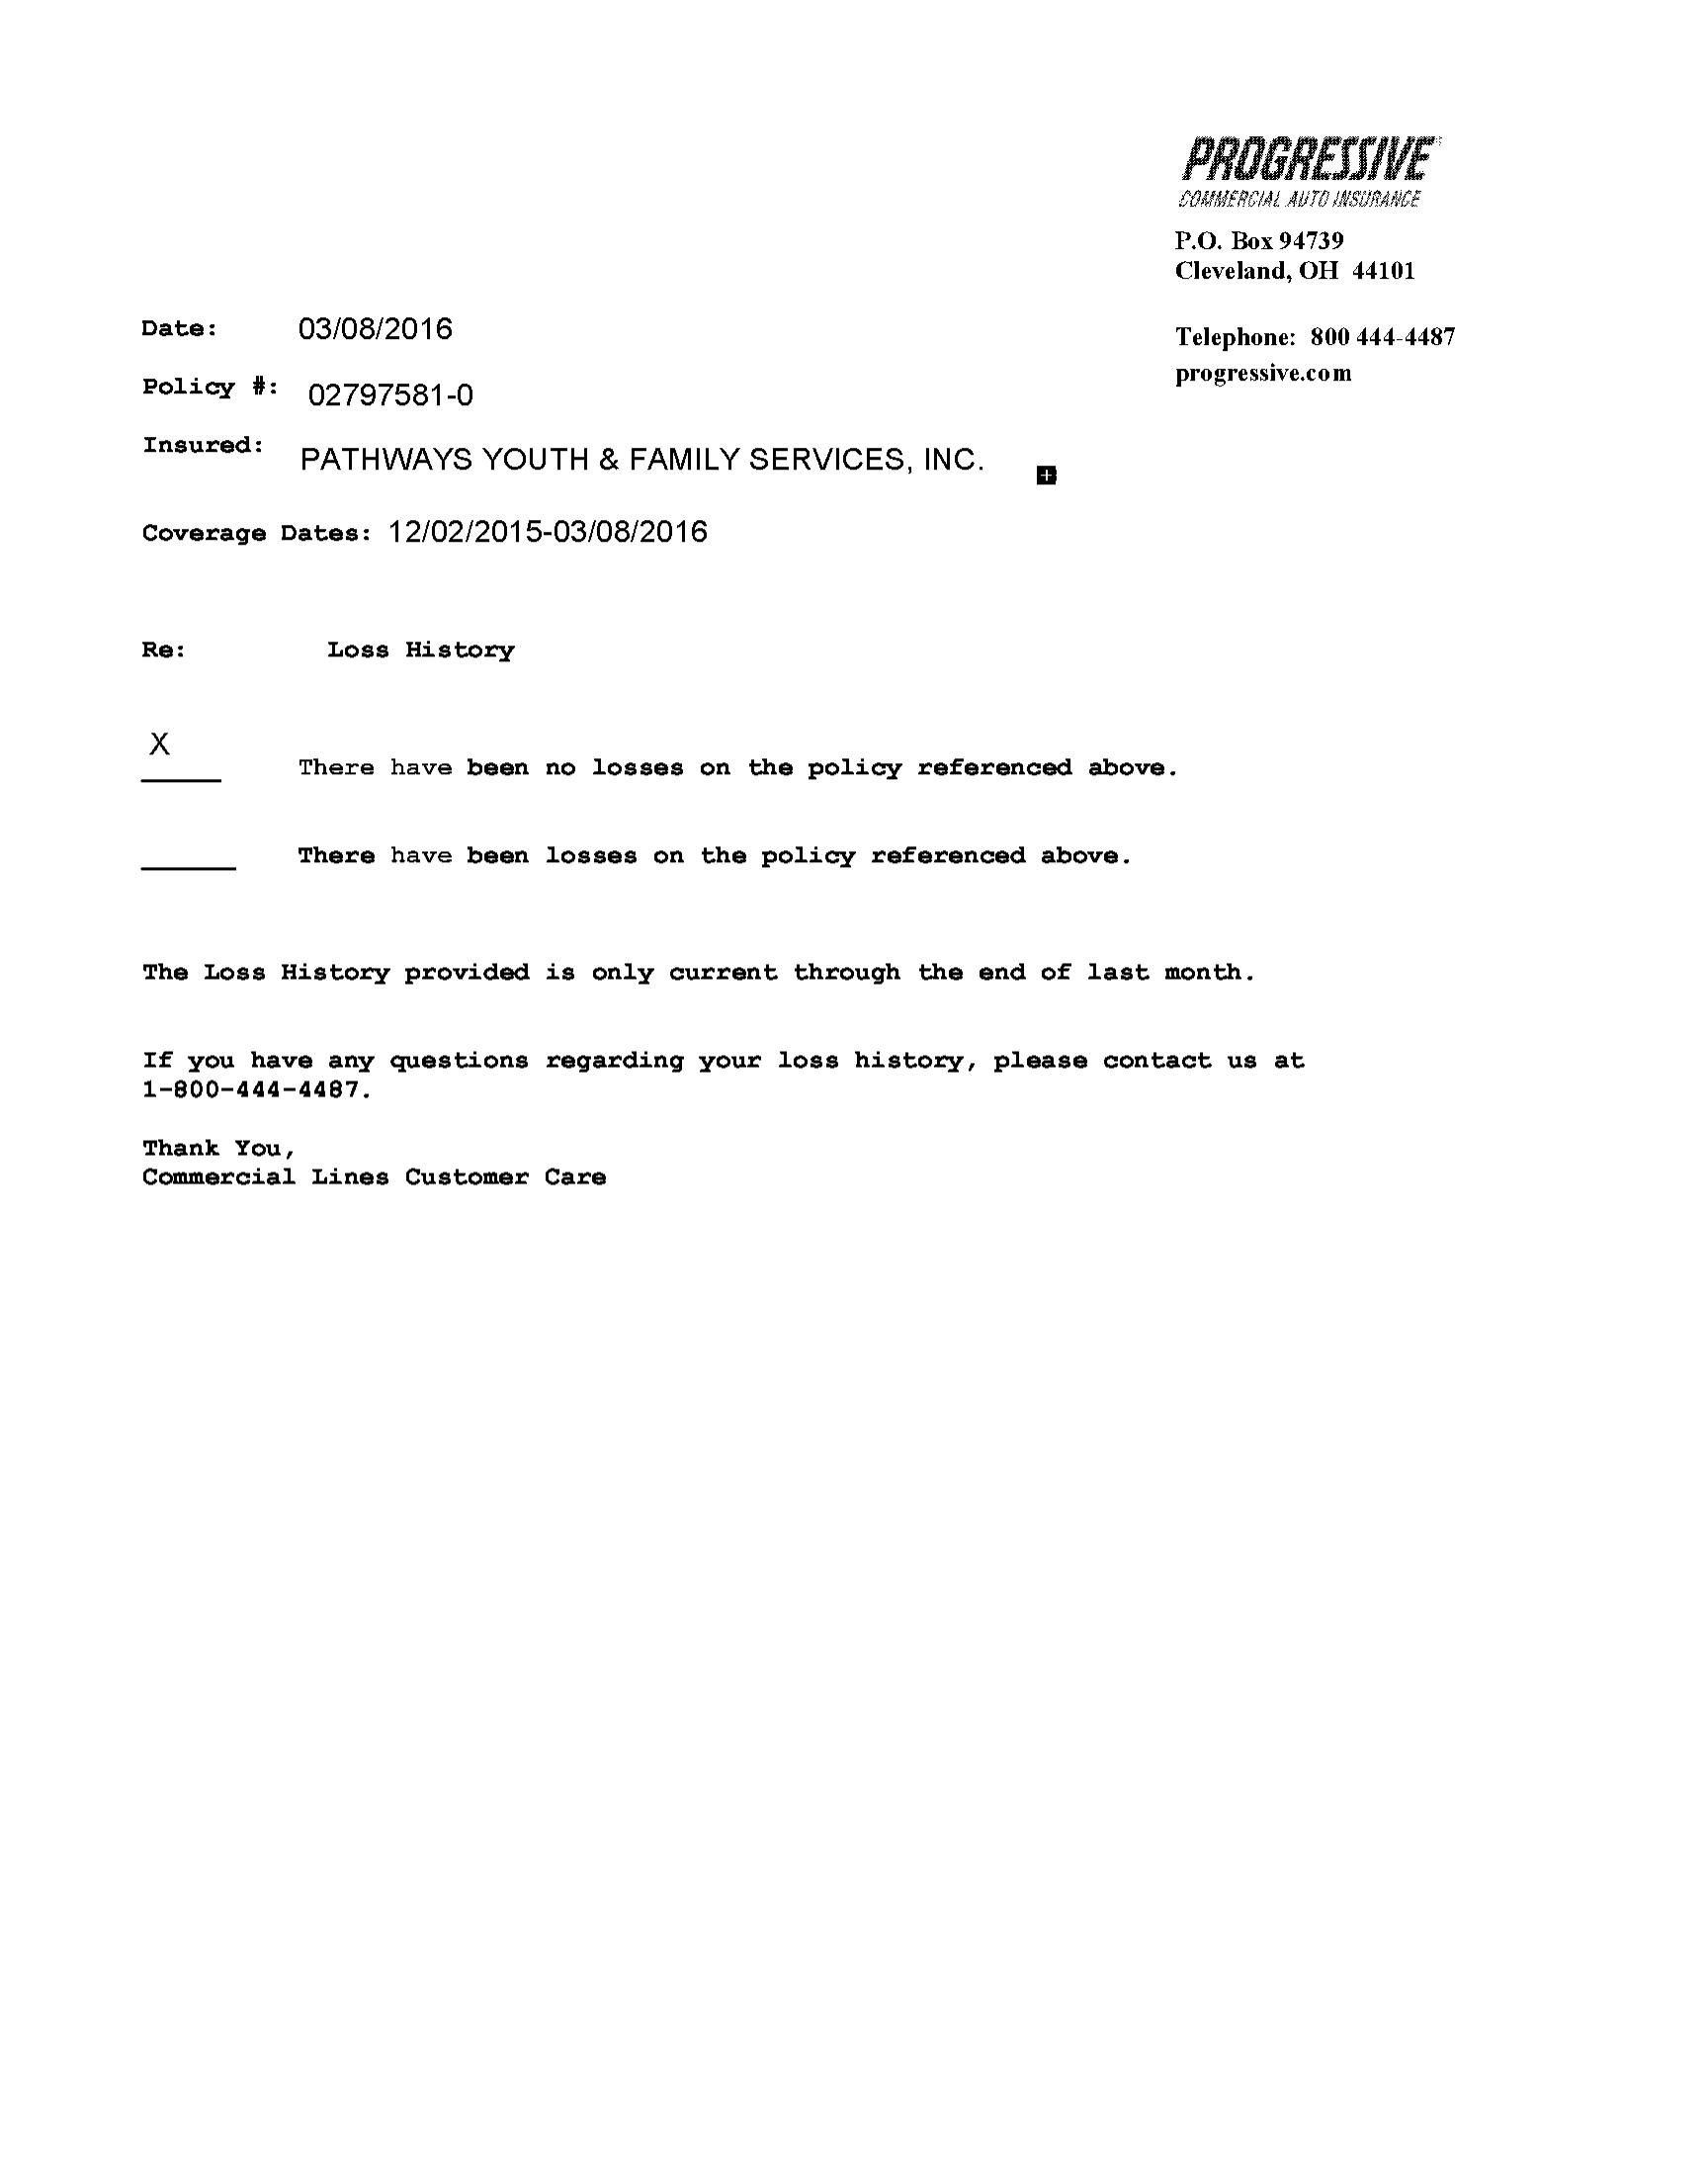 PROGRESSIVE
COMMERCIAL AUTO INSURANCE
P.O. Box 94739
Cleveland, OH 44101
Telephone: 800 444-4487
progressive.com
Date: 03/08/2016
Policy #: 02797581-0
Insured: PATHWAYS YOUTH & FAMILY SERVICES, INC.
Coverage Dates: 12/02/2015-03/08/2016
Re: Loss History
X There have been no losses on the policy referenced above.
There have been losses on the policy referenced above.
The Loss History provided is only current through the end of last month.
If you have any questions regarding your loss history, please contact us at
1-800-444-4487.
Thank You,
Commercial Lines Customer Care